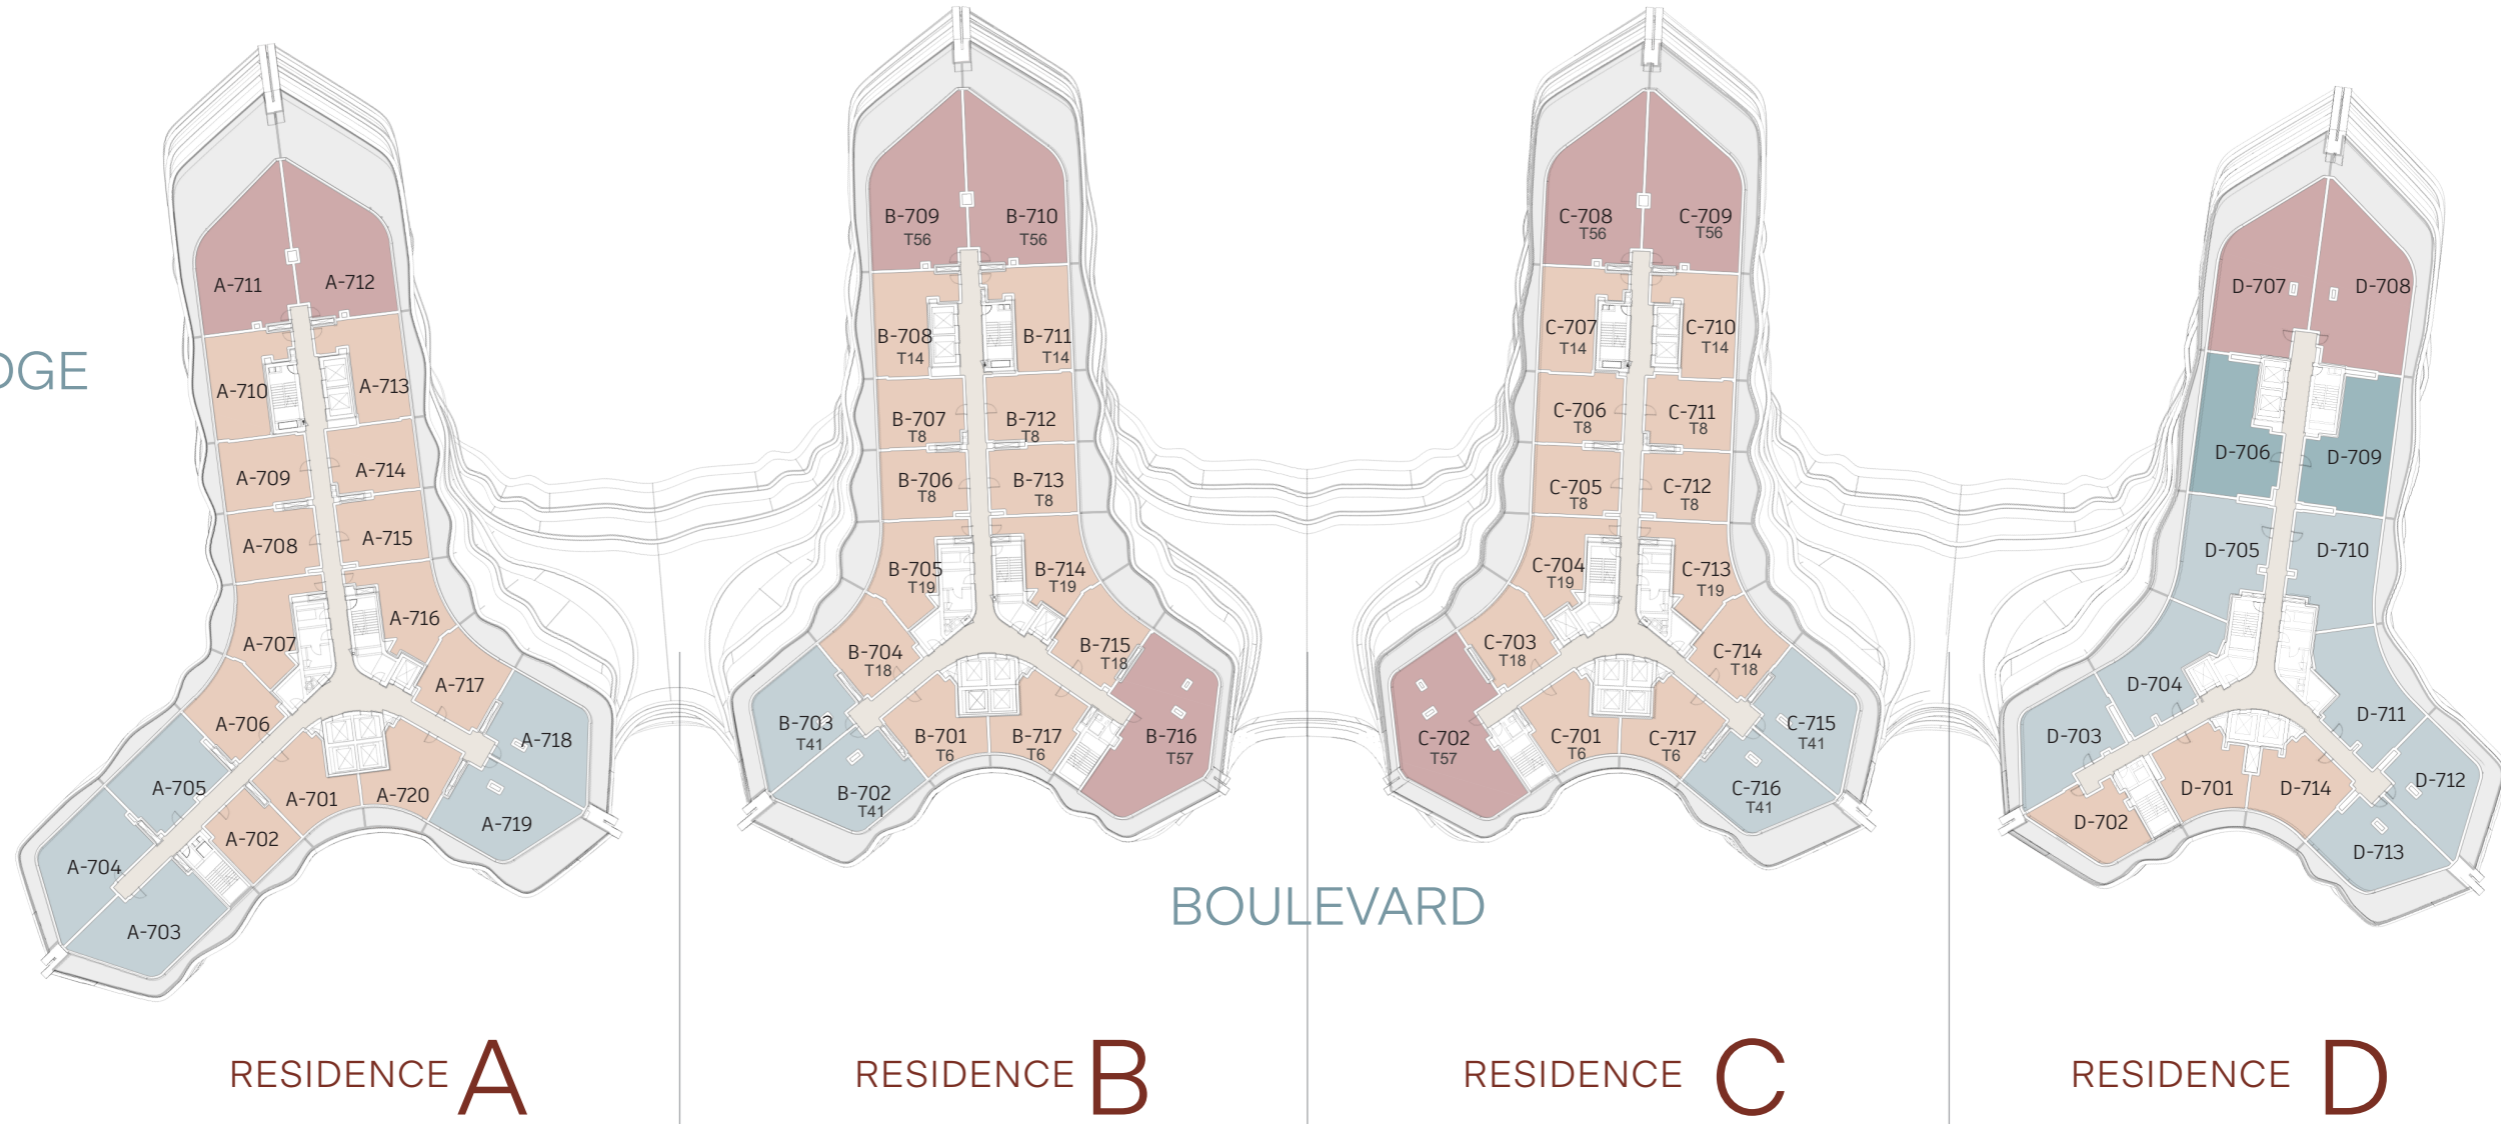 DGE
A-711
A-712
A-710
A-713
A-709
A-714
A-708
A-715
A-707
A-716
A-706
A-717
A-705
A-718
A-704
A-701
A-720
A-719
A-702
A-703
B-709
T56
B-710
T56
B-708
T14
B-711
T14
B-707
T8
B-712
T8
B-706
T8
B-713
T8
B-705
T19
B-714
T19
B-704
T18
B-715
T18
B-703
T41
B-701
T6
B-717
T6
B-716
T57
B-702
T41
C-708
T56
C-709
T56
C-707
T14
C-710
T14
C-706
T8
C-711
T8
C-705
T8
C-712
T8
C-704
T19
C-713
T19
C-703
T18
C-714
T18
C-702
T57
C-701
T6
C-717
T6
C-715
T41
C-716
T41
D-707
D-708
D-706
D-709
D-705
D-710
D-704
D-711
D-703
D-712
D-701
D-714
D-702
D-713
BOULEVARD
RESIDENCE A
RESIDENCE B
RESIDENCE C
RESIDENCE D